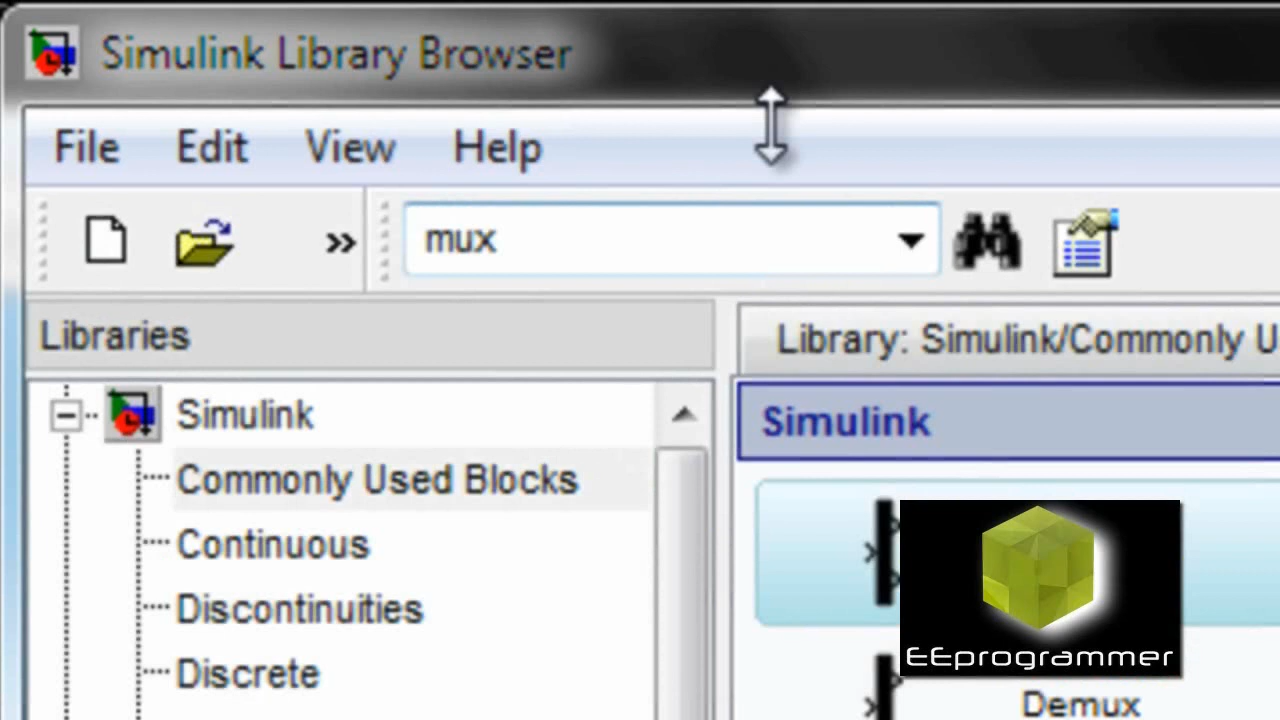 Simulink Library Browser
File Edit View Help
mux
Libraries
Library: Simulink/Commonly U
Simulink
Simulink
Commonly Used Blocks
Continuous
Discontinuities
Discrete
EEprogrammer
Demux